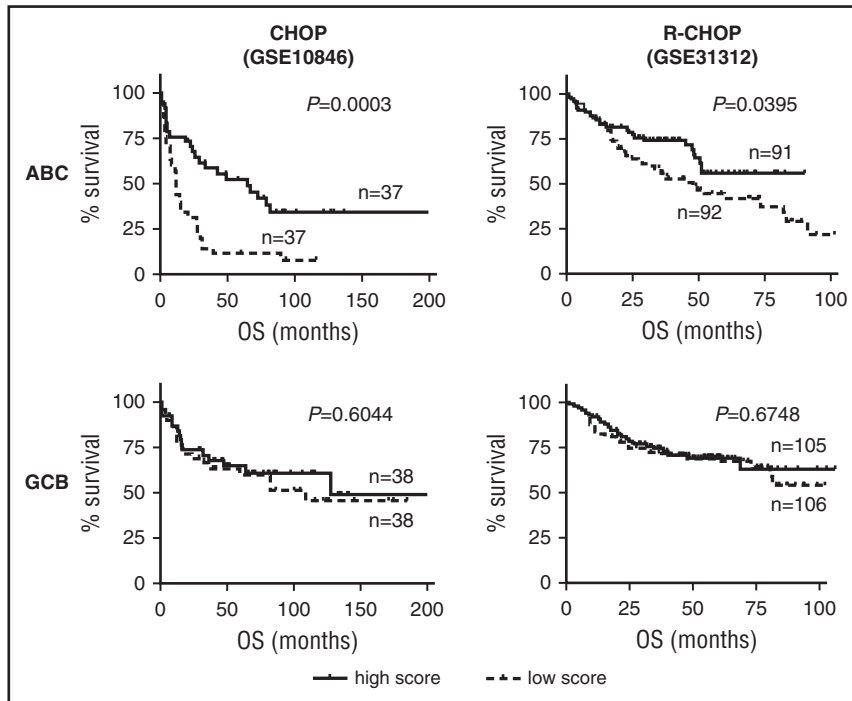 CHOP
(GSE10846)
R-CHOP
(GSE31312)
ABC
% survival
100
75
50
25
0
P=0.0003
n=37
n=37
0 50 100 150 200
OS (months)
% survival
100
75
50
25
0
P=0.0395
n=91
n=92
0 25 50 75 100
OS (months)
GCB
% survival
100
75
50
25
0
P=0.6044
n=38
n=38
0 50 100 150 200
OS (months)
% survival
100
75
50
25
0
P=0.6748
n=105
n=106
0 25 50 75 100
OS (months)
high score low score